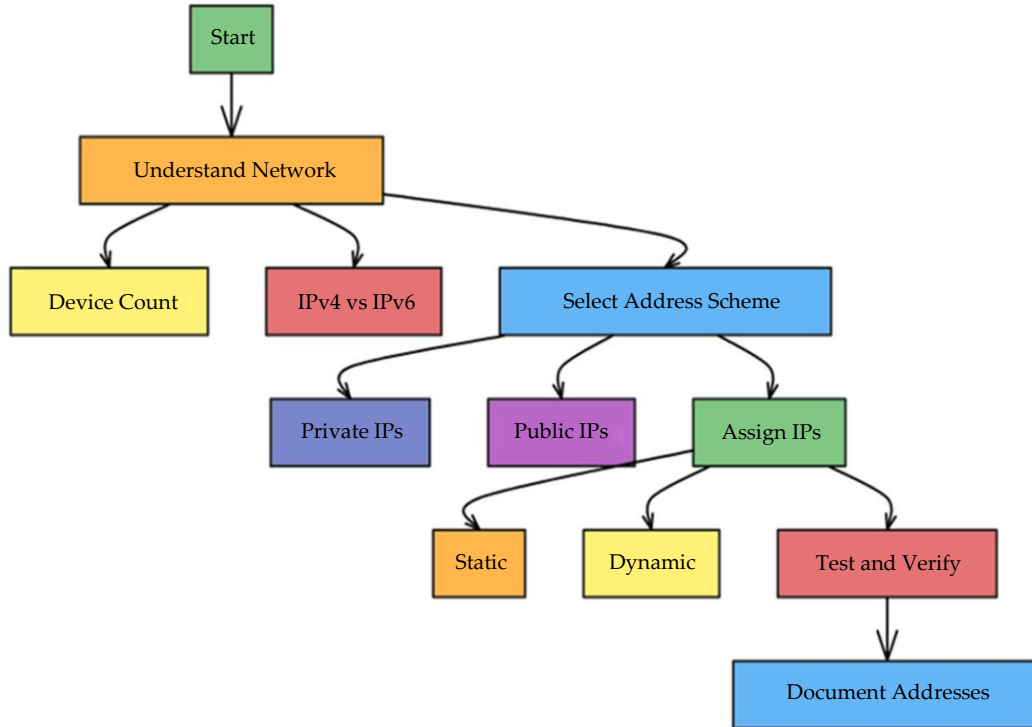 Start
Understand Network
Device Count
IPv4 vs IPv6
Select Address Scheme
Private IPs
Public IPs
Assign IPs
Static
Dynamic
Test and Verify
Document Addresses